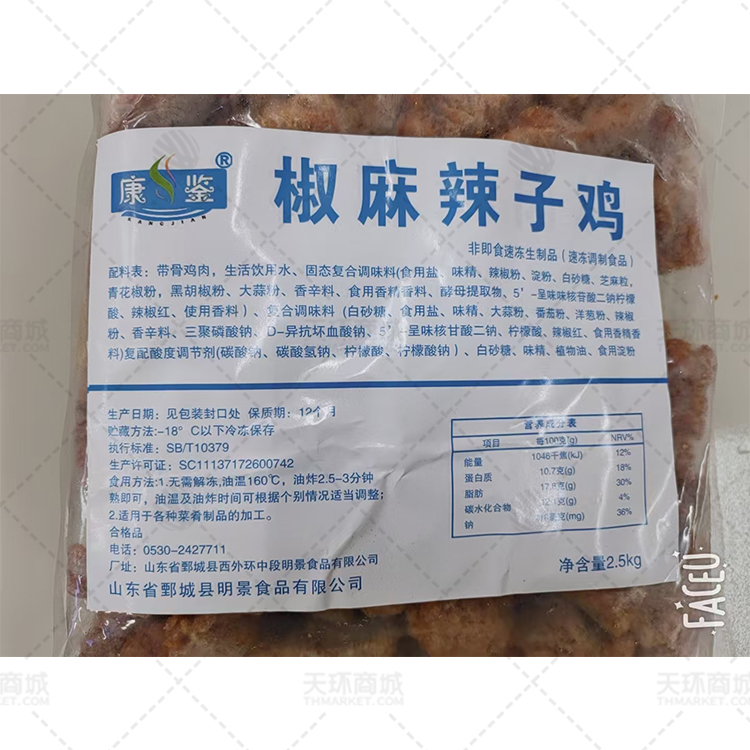 康鉴®
KANGJIAN
椒麻辣子鸡
非即食速冻生制品（速冻调制食品）
配料表：带骨鸡肉，生活饮用水、固态复合调味料(食用盐、味精、辣椒粉、淀粉、白砂糖、芝麻粒，
青花椒粉，黑胡椒粉、大蒜粉、香辛料、食用香精香料、酵母提取物、5’-呈味核苷酸二钠柠檬
酸、辣椒红、使用香料）、复合调味料（白砂糖、食用盐、味精、大蒜粉、番茄粉、洋葱粉、辣椒
粉、香辛料、三聚磷酸钠、D-异抗坏血酸钠、5’-呈味核甘酸二钠、柠檬酸、辣椒红、食用香精香
料)复配酸度调节剂(碳酸钠、碳酸氢钠、柠檬酸、柠檬酸钠）、白砂糖、味精、植物油、食用淀粉
生产日期：见包装封口处 保质期：12个月
贮藏方法:-18° C以下冷冻保存
执行标准：SB/T10379
生产许可证：SC11137172600742
食用方法:1.无需解冻,油温160℃，油炸2.5-3分钟
熟即可，油温及油炸时间可根据个别情况适当调整；
2.适用于各种菜肴制品的加工。
合格品
电话：0530-2427711
厂址：山东省鄄城县西外环中段明景食品有限公司
山东省鄄城县明景食品有限公司
营养成分表
项目 每100克(g) NRV%
能量 1046千焦(kJ) 12%
蛋白质 10.7克(g) 18%
脂肪 17.8克(g) 30%
碳水化合物 12.1克(g) 4%
钠 毫克(mg) 36%
净含量2.5kg
FACEU
天环商城
THMARKET.COM